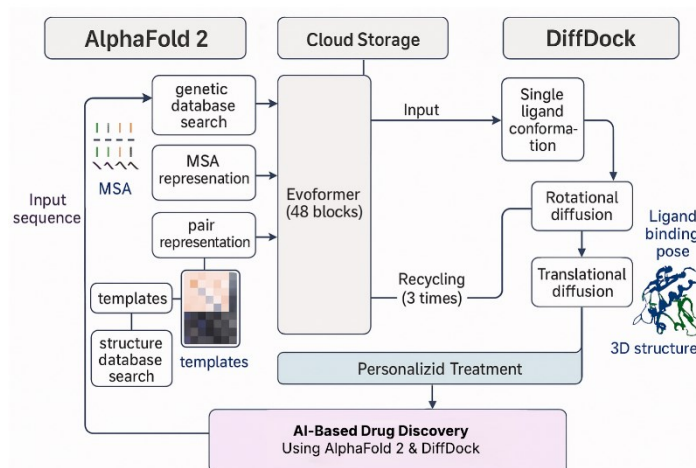 AlphaFold 2
Cloud Storage
DiffDock
genetic
database
search
MSA
MSA
represenation
Input
sequence
pair
representation
templates
structure
database
search
templates
Evoformer
(48 blocks)
Input
Single
ligand
conforma-
tion
Rotational
diffusion
Translational
diffusion
Recycling
(3 times)
Ligand
binding
pose
3D structure
Personalizid Treatment
AI-Based Drug Discovery
Using AlphaFold 2 & DiffDock